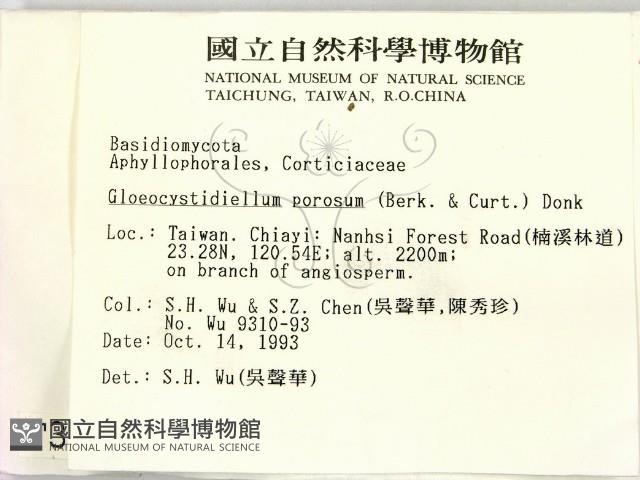 國立自然科學博物館
NATIONAL MUSEUM OF NATURAL SCIENCE
TAICHUNG, TAIWAN, R.O.CHINA
Basidiomycota
Aphyllophorales, Corticiaceae
Gloeocystidiellum porosum (Berk. & Curt.) Donk
Loc.: Taiwan. Chiayi: Nanhsi Forest Road(楠溪林道)
23.28N, 120.54E; alt. 2200m;
on branch of angiosperm.
Col.: S.H. Wu & S.Z. Chen(吳聲華,陳秀珍)
No. Wu 9310-93
Date: Oct. 14, 1993
Det.: S.H. Wu(吳聲華)
國立自然科學博物館
NATIONAL MUSEUM OF NATURAL SCIENCE